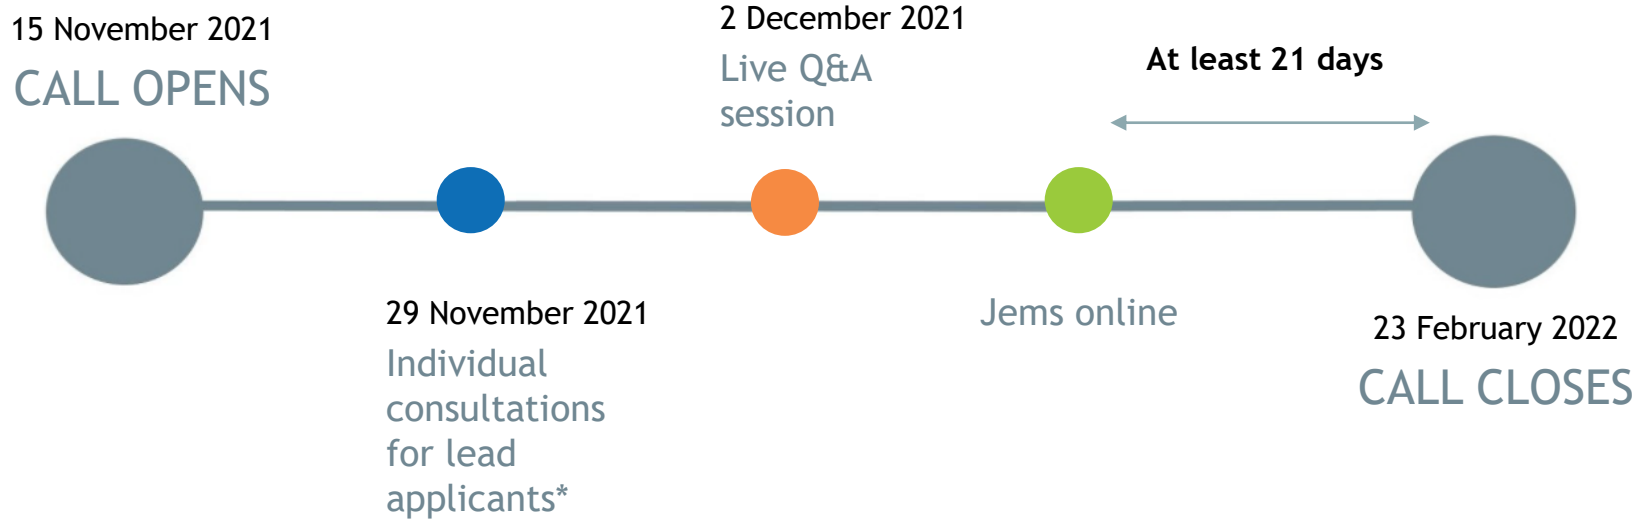 15 November 2021
CALL OPENS
2 December 2021
Live Q&A
session
At least 21 days
29 November 2021
Individual
consultations
for lead
applicants*
Jems online
23 February 2022
CALL CLOSES